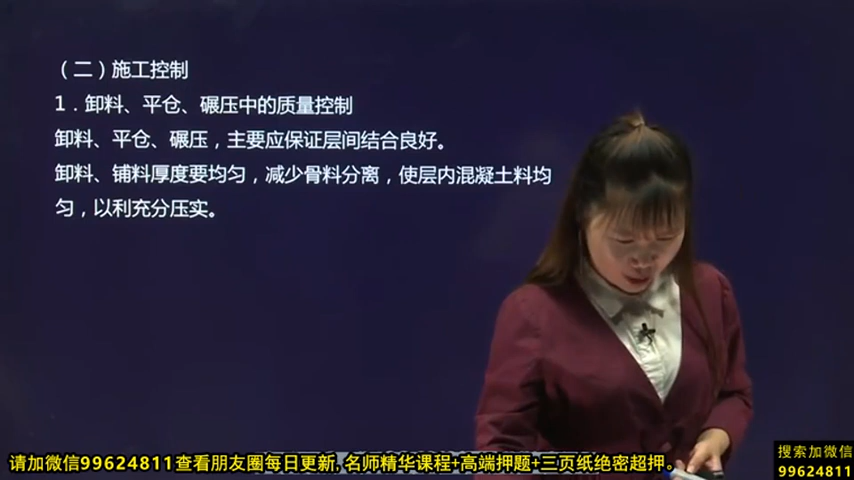 （二）施工控制
1．卸料、平仓、碾压中的质量控制
卸料、平仓、碾压，主要应保证层间结合良好。
卸料、铺料厚度要均匀，减少骨料分离，使层内混凝土料均
匀，以利充分压实。
请加微信99624811查看朋友圈每日更新,名师精华课程+高端押题+三页纸绝密超押。
搜索加微信
99624811